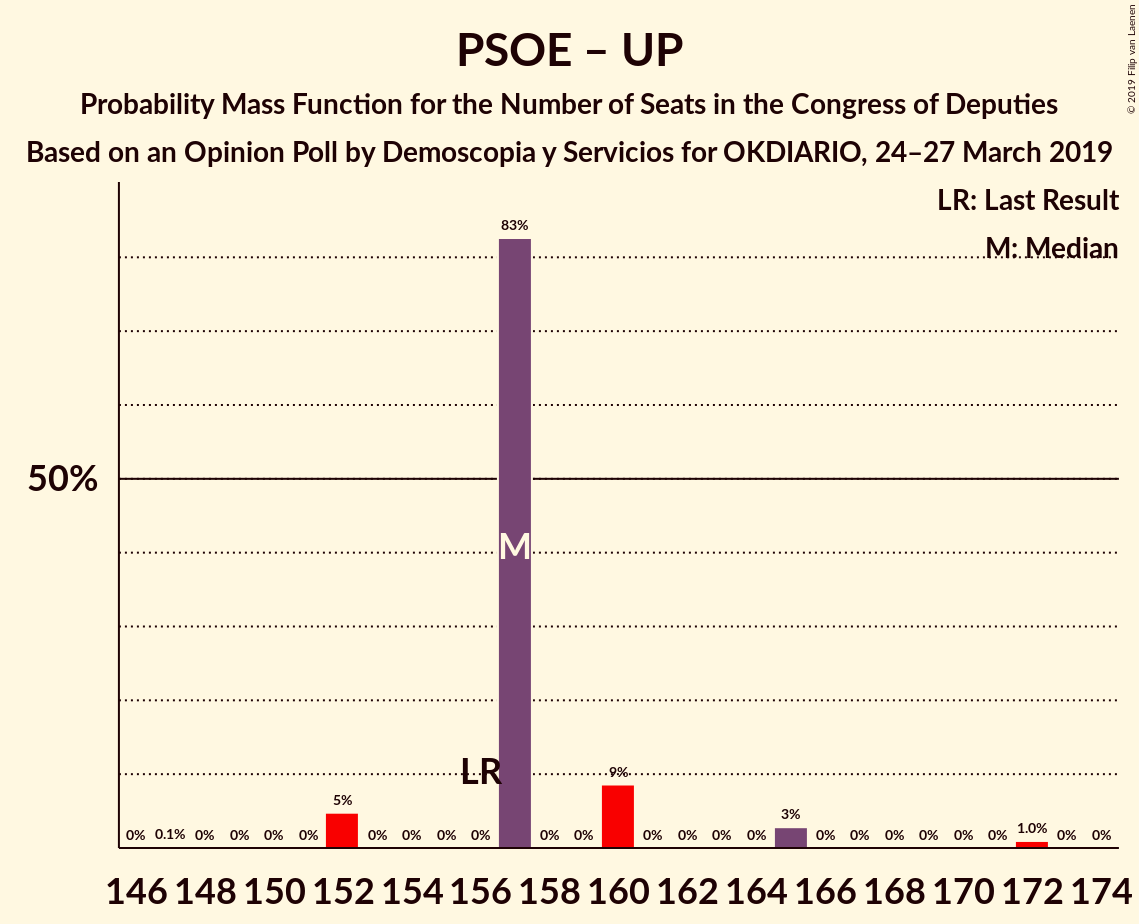 PSOE – UP
Probability Mass Function for the Number of Seats in the Congress of Deputies
Based on an Opinion Poll by Demoscopia y Servicios for OKDIARIO, 24–27 March 2019
© 2019 Filip van Laenen
LR: Last Result
M: Median
83%
50%
M
LR
9%
5%
3%
1.0%
0% 0.1% 0% 0% 0% 0% 0% 0% 0% 0% 0% 0% 0% 0% 0% 0% 0% 0% 0% 0% 0% 0% 0% 0%
146 148 150 152 154 156 158 160 162 164 166 168 170 172 174